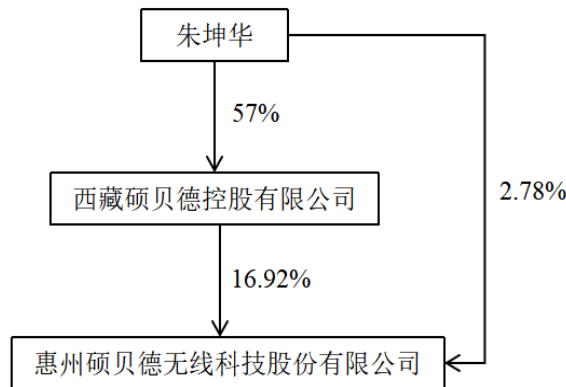 朱坤华
57%
西藏硕贝德控股有限公司
2.78%
16.92%
惠州硕贝德无线科技股份有限公司